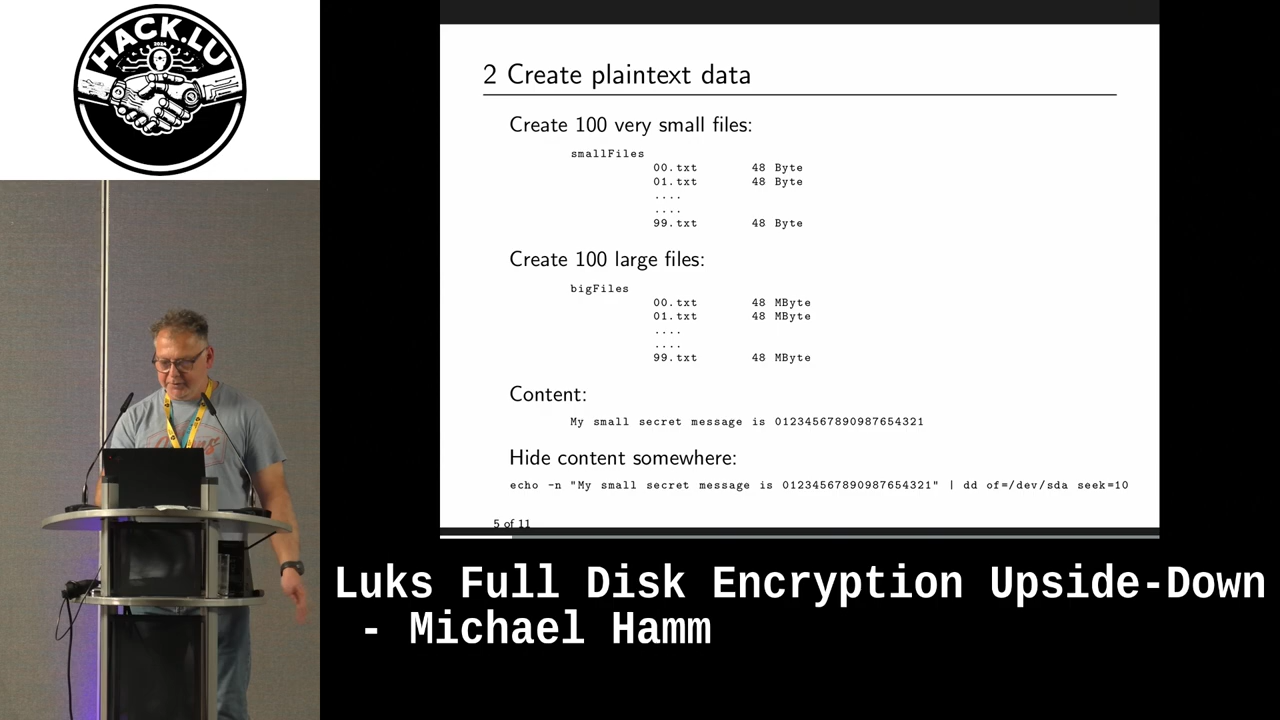 HACK.LU
2024
2 Create plaintext data
Create 100 very small files:
smallFiles
00.txt 48 Byte
01.txt 48 Byte
....
....
99.txt 48 Byte
Create 100 large files:
bigFiles
00.txt 48 MByte
01.txt 48 MByte
....
....
99.txt 48 MByte
Content:
My small secret message is 01234567890987654321
Hide content somewhere:
echo -n "My small secret message is 01234567890987654321" | dd of=/dev/sda seek=10
5 of 11
Luks Full Disk Encryption Upside-Down
- Michael Hamm